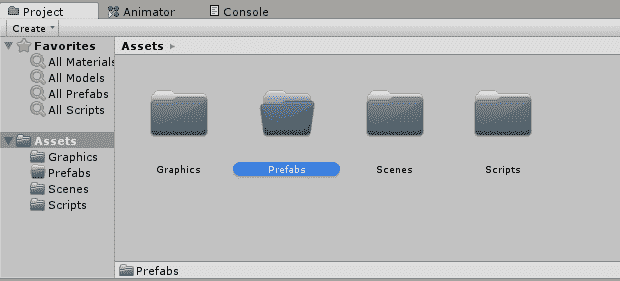 Project Animator Console
Create
Favorites
All Materials
All Models
All Prefabs
All Scripts
Assets
Graphics
Prefabs
Scenes
Scripts
Assets
Graphics Prefabs Scenes Scripts
Prefabs